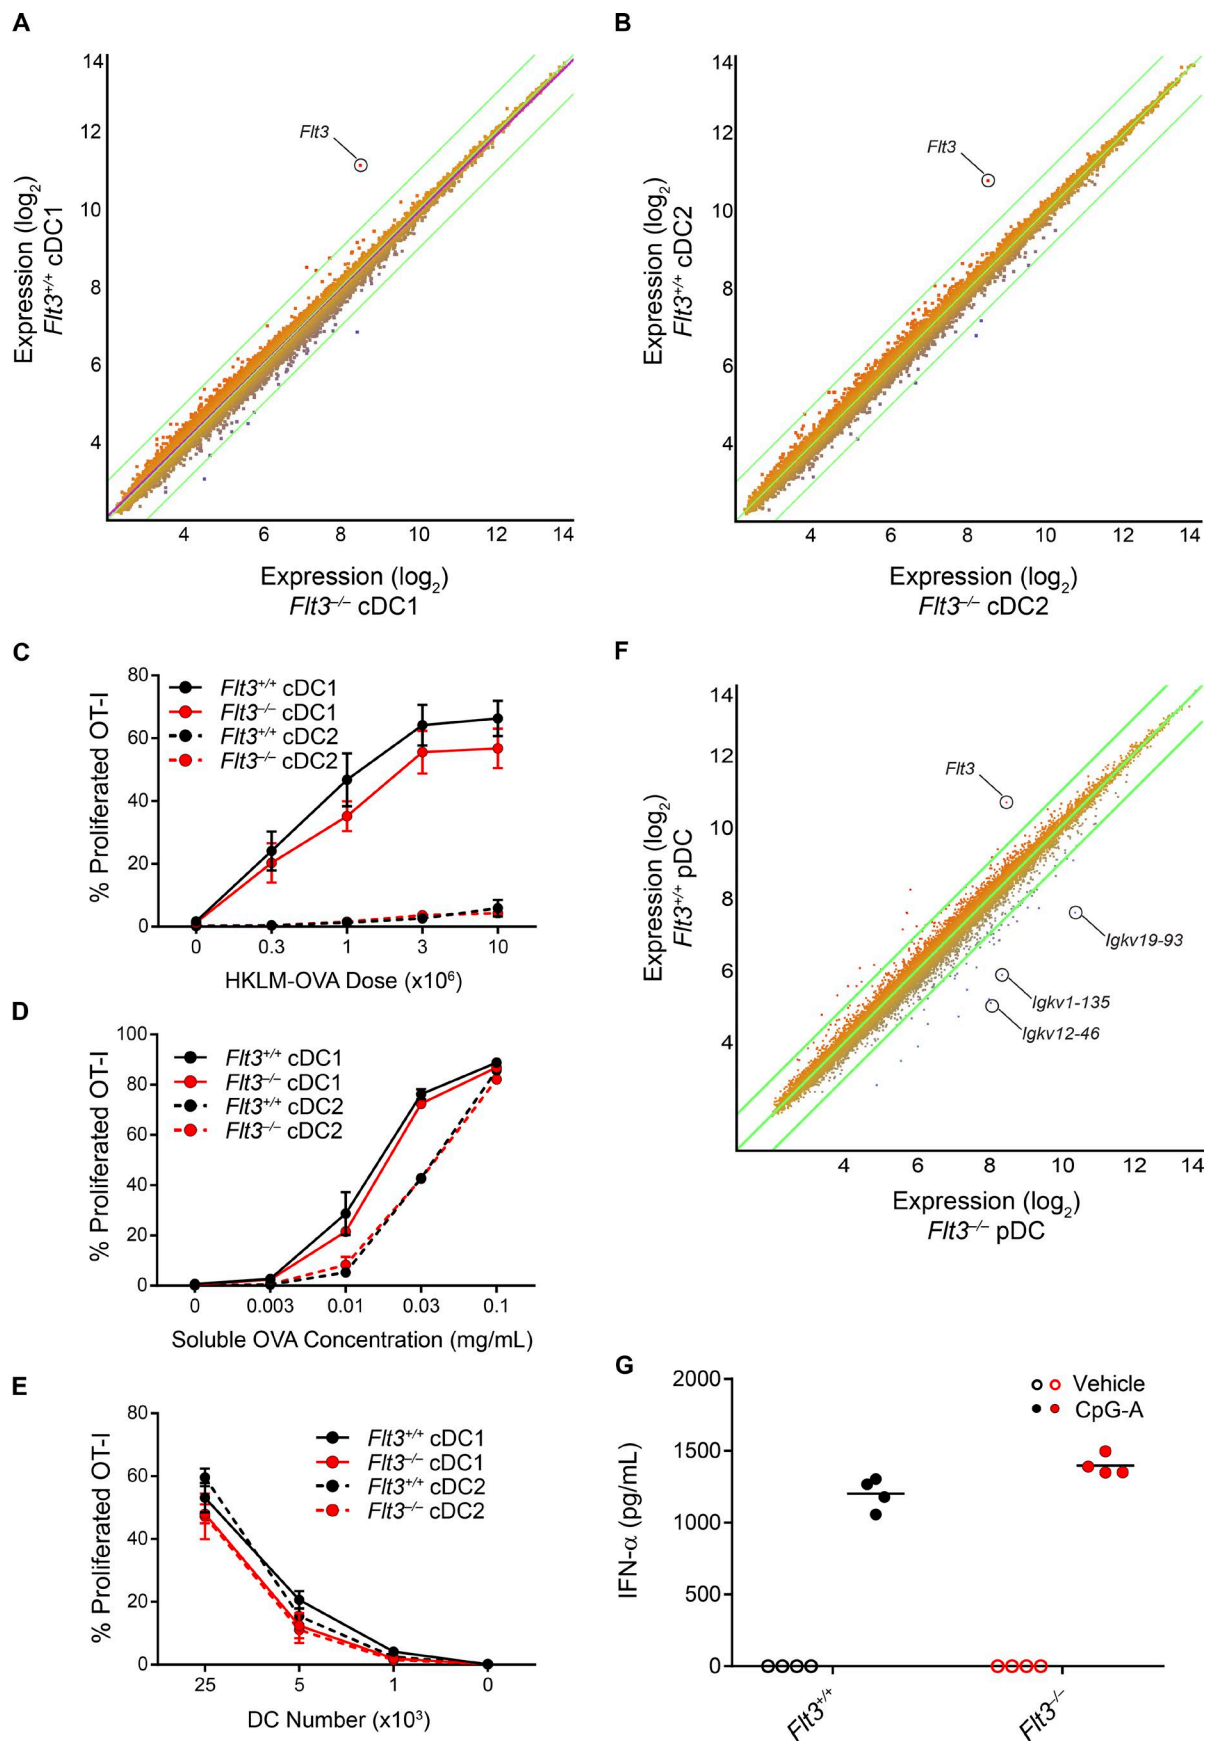 A
14
12
10
8
6
4
Flt3
Expression (log2)
Flt3+/+ cDC1
4 6 8 10 12 14
Expression (log2)
Flt3–/– cDC1
B
14
12
10
8
6
4
Flt3
Expression (log2)
Flt3+/+ cDC2
4 6 8 10 12 14
Expression (log2)
Flt3–/– cDC2
C
80
60
40
20
0
% Proliferated OT-I
Flt3+/+ cDC1
Flt3–/– cDC1
Flt3+/+ cDC2
Flt3–/– cDC2
0 0.3 1 3 10
HKLM-OVA Dose (x10⁶)
D
100
80
60
40
20
0
% Proliferated OT-I
Flt3+/+ cDC1
Flt3–/– cDC1
Flt3+/+ cDC2
Flt3–/– cDC2
0 0.003 0.01 0.03 0.1
Soluble OVA Concentration (mg/mL)
E
80
60
40
20
0
% Proliferated OT-I
Flt3+/+ cDC1
Flt3–/– cDC1
Flt3+/+ cDC2
Flt3–/– cDC2
25 5 1 0
DC Number (x10³)
F
14
12
10
8
6
4
Flt3
Igkv19-93
Igkv1-135
Igkv12-46
Expression (log2)
Flt3+/+ pDC
4 6 8 10 12 14
Expression (log2)
Flt3–/– pDC
G
2000
1500
1000
500
0
IFN-α (pg/mL)
Vehicle
CpG-A
Flt3+/+
Flt3–/–